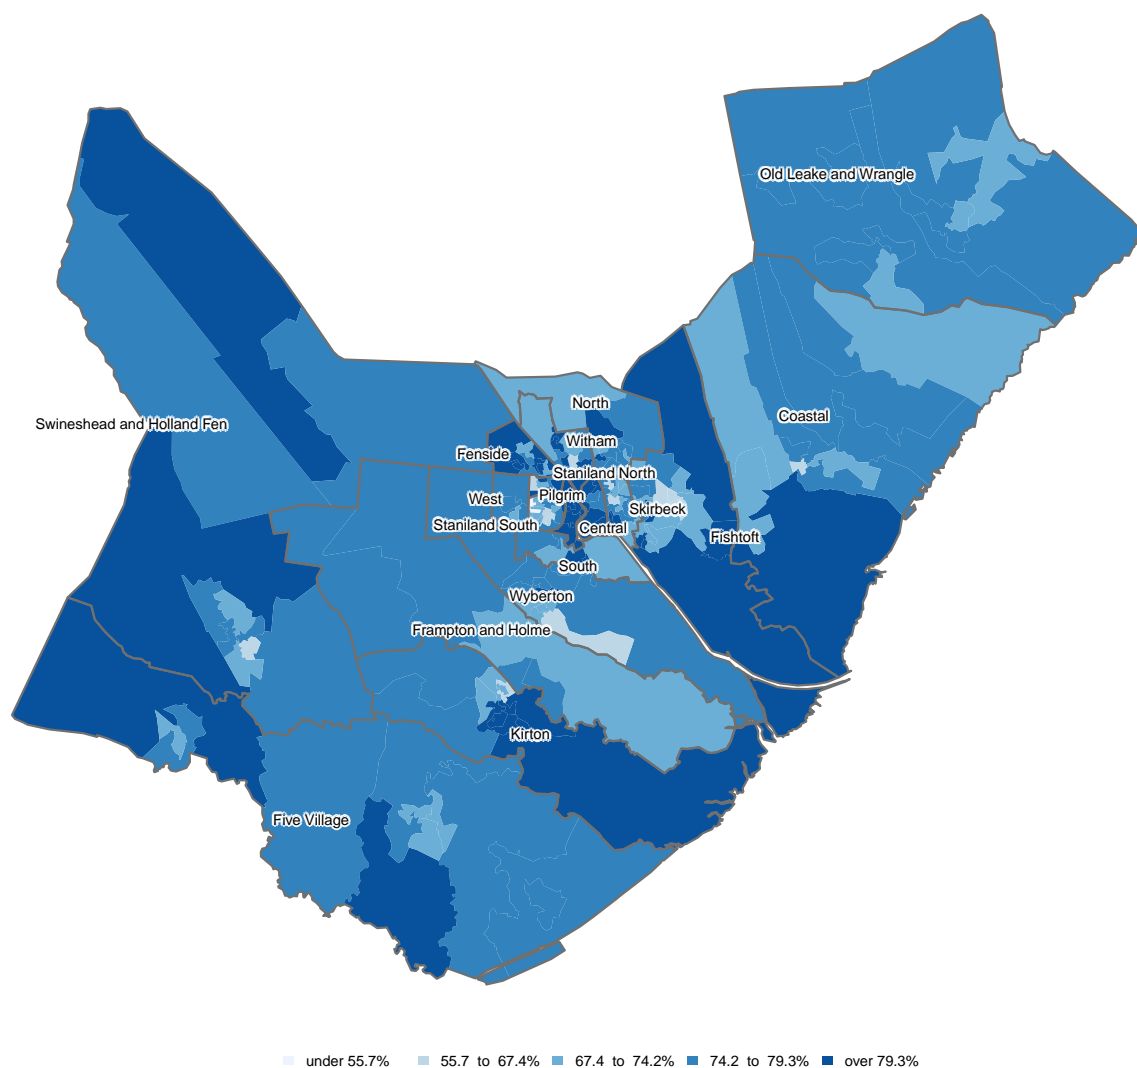 Old Leake and Wrangle
North
Coastal
Swineshead and Holland Fen
Witham
Fenside
Staniland North
West
Pilgrim
Skirbeck
Staniland South
Central
Fishtoft
South
Wyberton
Frampton and Holme
Kirton
Five Village
under 55.7%
55.7 to 67.4%
67.4 to 74.2%
74.2 to 79.3%
over 79.3%